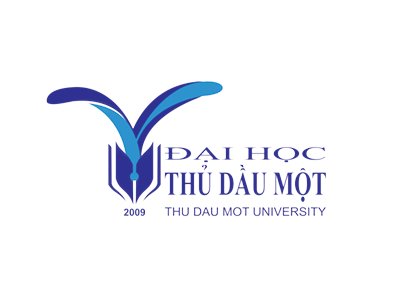 ĐẠI HỌC
THỦ DẦU MỘT
2009
THU DAU MOT UNIVERSITY